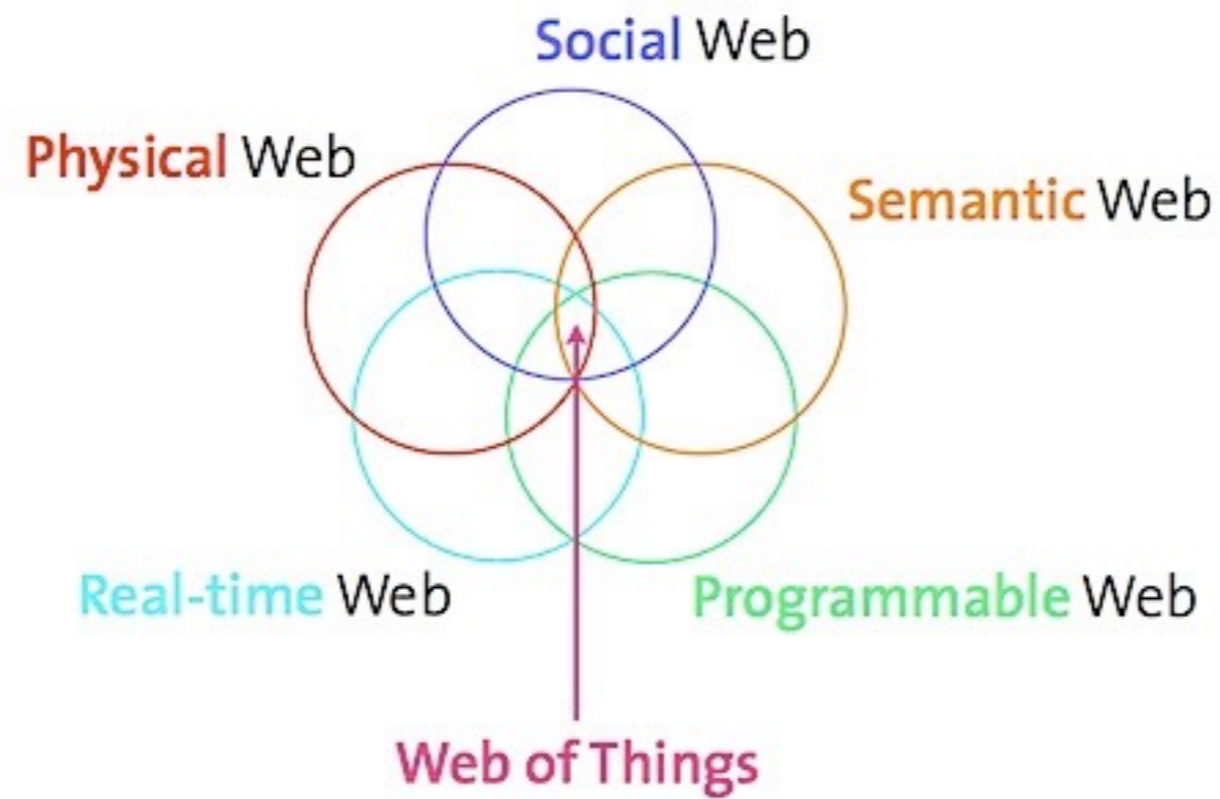 Social Web
Physical Web
Semantic Web
Real-time Web
Programmable Web
Web of Things